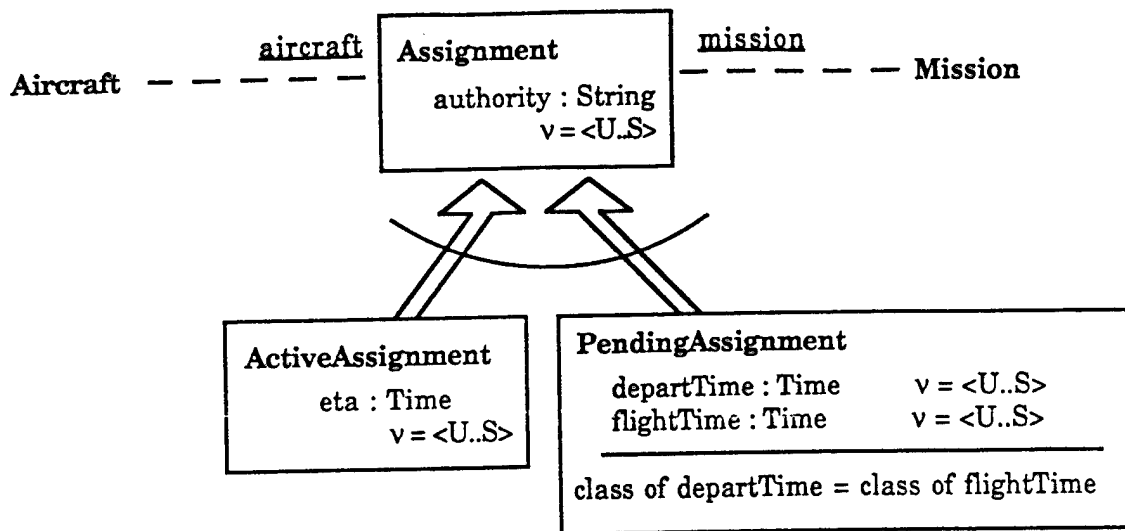 aircraft
Assignment
mission
Aircraft
Mission
authority : String
ν = <U..S>
ActiveAssignment
eta : Time
ν = <U..S>
PendingAssignment
departTime : Time ν = <U..S>
flightTime : Time ν = <U..S>
class of departTime = class of flightTime